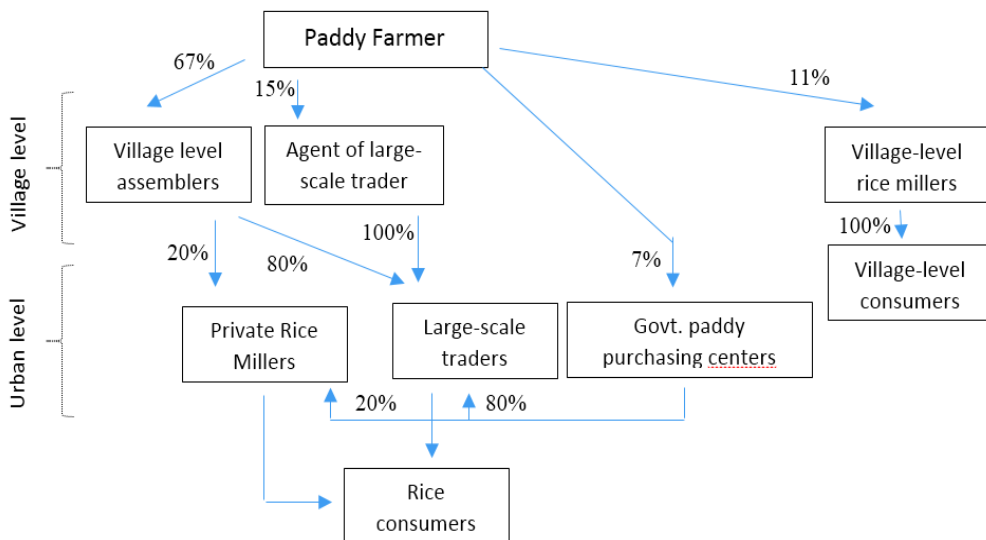 Paddy Farmer
67%
15%
11%
Village level
Village level
assemblers
Agent of large-
scale trader
Village-level
rice millers
20%
80%
100%
7%
100%
Village-level
consumers
Urban level
Private Rice
Millers
Large-scale
traders
Govt. paddy
purchasing centers
20%
80%
Rice
consumers